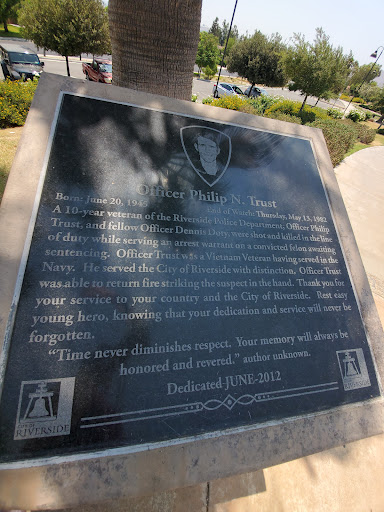 Officer Philip N. Trust
Born: June 20, 1945 End of Watch: Thursday, May 13, 1982
A 10-year veteran of the Riverside Police Department; Officer Philip
Trust, and fellow Officer Dennis Doty were shot and killed in the line
of duty while serving an arrest warrant on a convicted felon awaiting
sentencing. Officer Trust was a Vietnam Veteran having served in the
Navy. He served the City of Riverside with distinction. Officer Trust
was able to return fire striking the suspect in the hand. Thank you for
your service to your country and the City of Riverside. Rest easy
young hero, knowing that your dedication and service will never be
forgotten.
"Time never diminishes respect. Your memory will always be
honored and revered." author unknown.
Dedicated JUNE-2012
CITY OF
RIVERSIDE